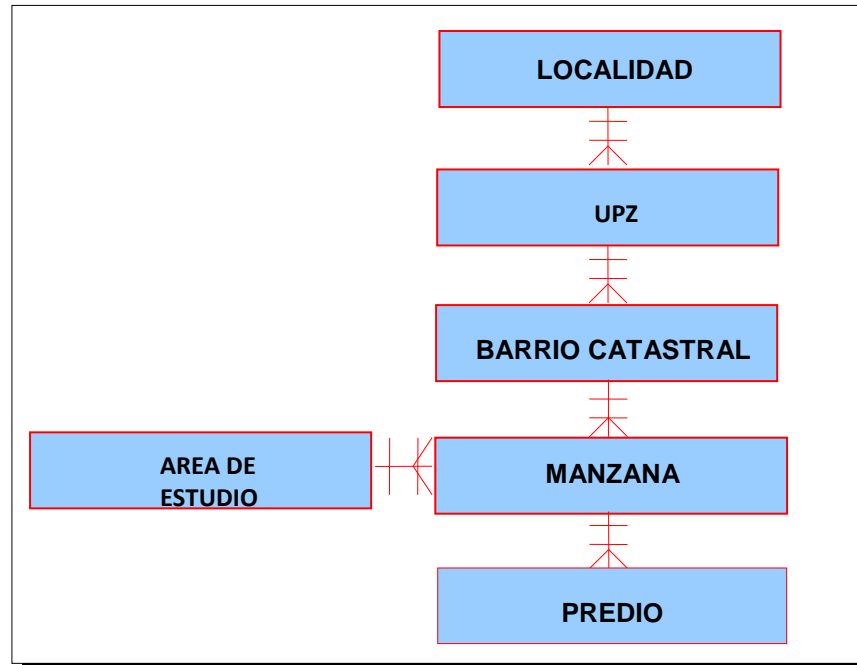 LOCALIDAD
UPZ
BARRIO CATASTRAL
AREA DE
ESTUDIO
MANZANA
PREDIO